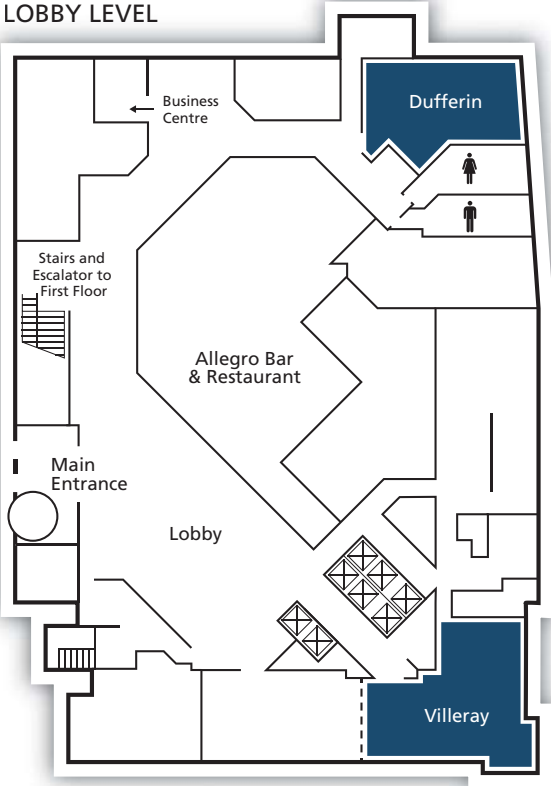 LOBBY LEVEL
Dufferin
Business
Centre
Stairs and
Escalator to
First Floor
Allegro Bar
& Restaurant
Main
Entrance
Lobby
Villeray